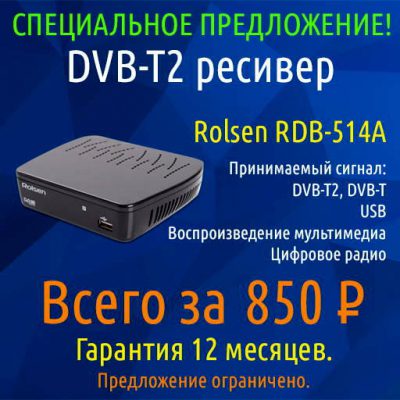 СПЕЦИАЛЬНОЕ ПРЕДЛОЖЕНИЕ!
DVB-T2 ресивер
Rolsen RDB-514A
Принимаемый сигнал:
DVB-T2, DVB-T
USB
Воспроизведение мультимедиа
Цифровое радио
Rolsen
Всего за 850 ₽
Гарантия 12 месяцев.
Предложение ограничено.